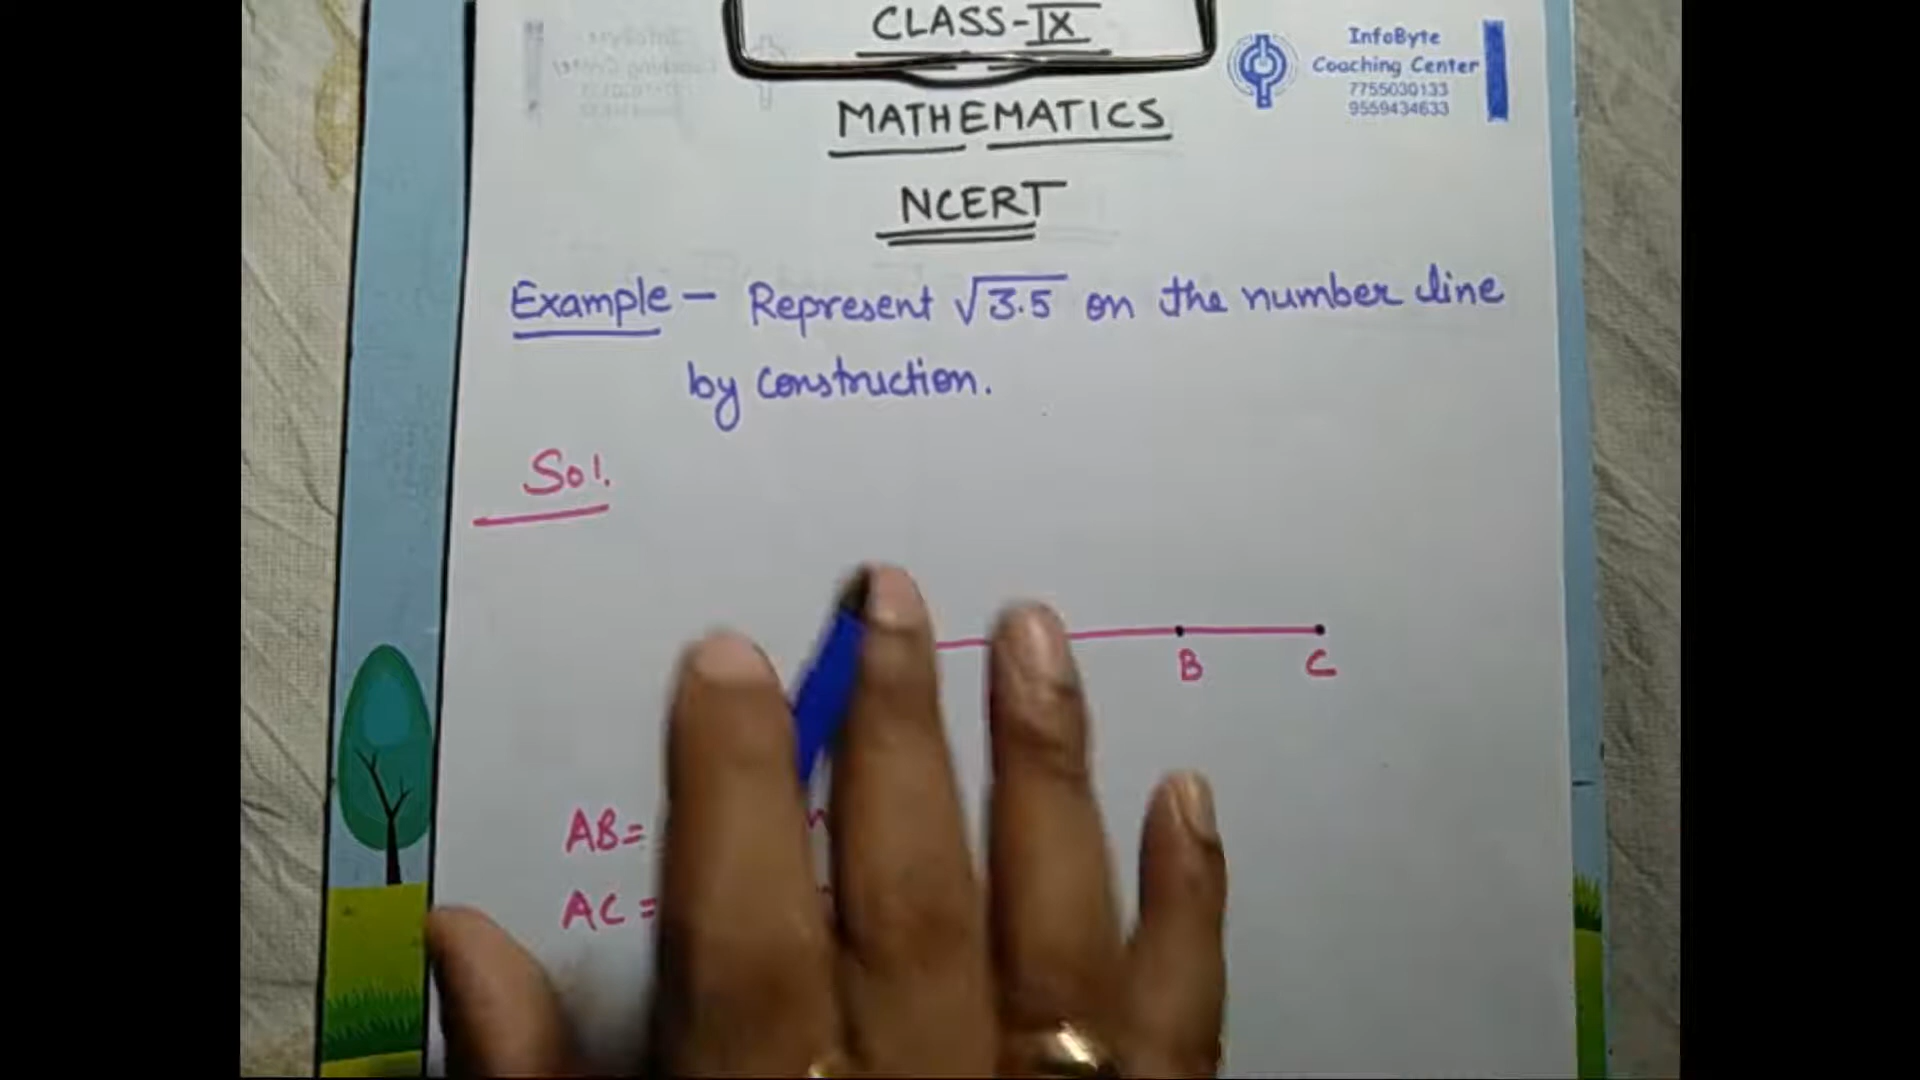 CLASS-IX
InfoByte
Coaching Center
7755030133
9559434633
MATHEMATICS
NCERT
Example - Represent √3.5 on the number line
by construction.
Sol.
B C
AB=
AC=